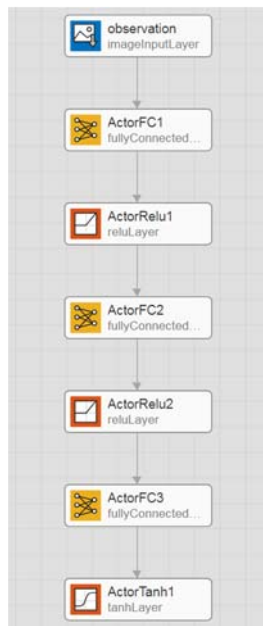 observation
imageInputLayer
ActorFC1
fullyConnected...
ActorRelu1
reluLayer
ActorFC2
fullyConnected...
ActorRelu2
reluLayer
ActorFC3
fullyConnected...
ActorTanh1
tanhLayer